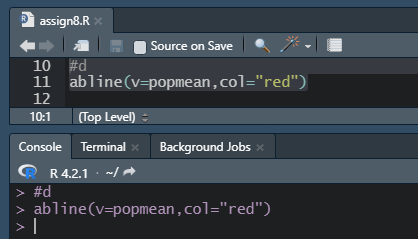 assign8.R
Source on Save
10 #d
11 abline(v=popmean,col="red")
12
10:1 (Top Level)
Console Terminal Background Jobs
R 4.2.1 · ~/
> #d
> abline(v=popmean,col="red")
>